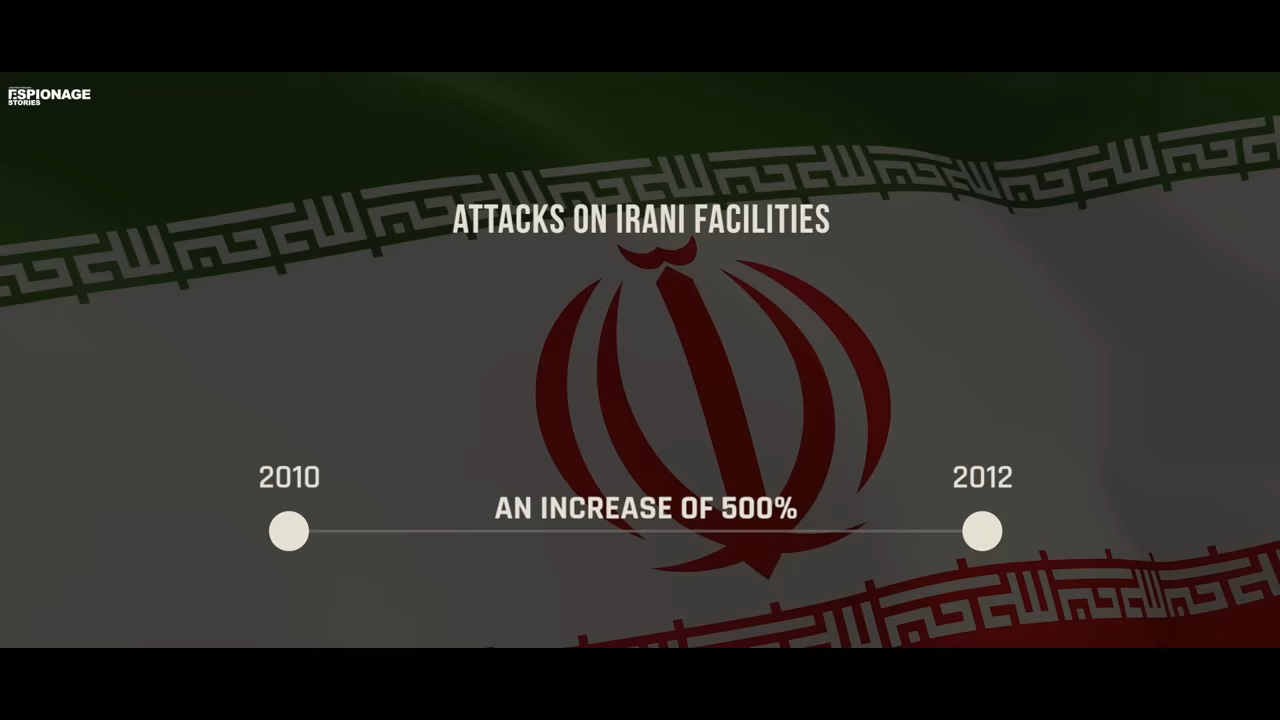 ESPIONAGE
STORIES
ATTACKS ON IRANI FACILITIES
2010
2012
AN INCREASE OF 500%